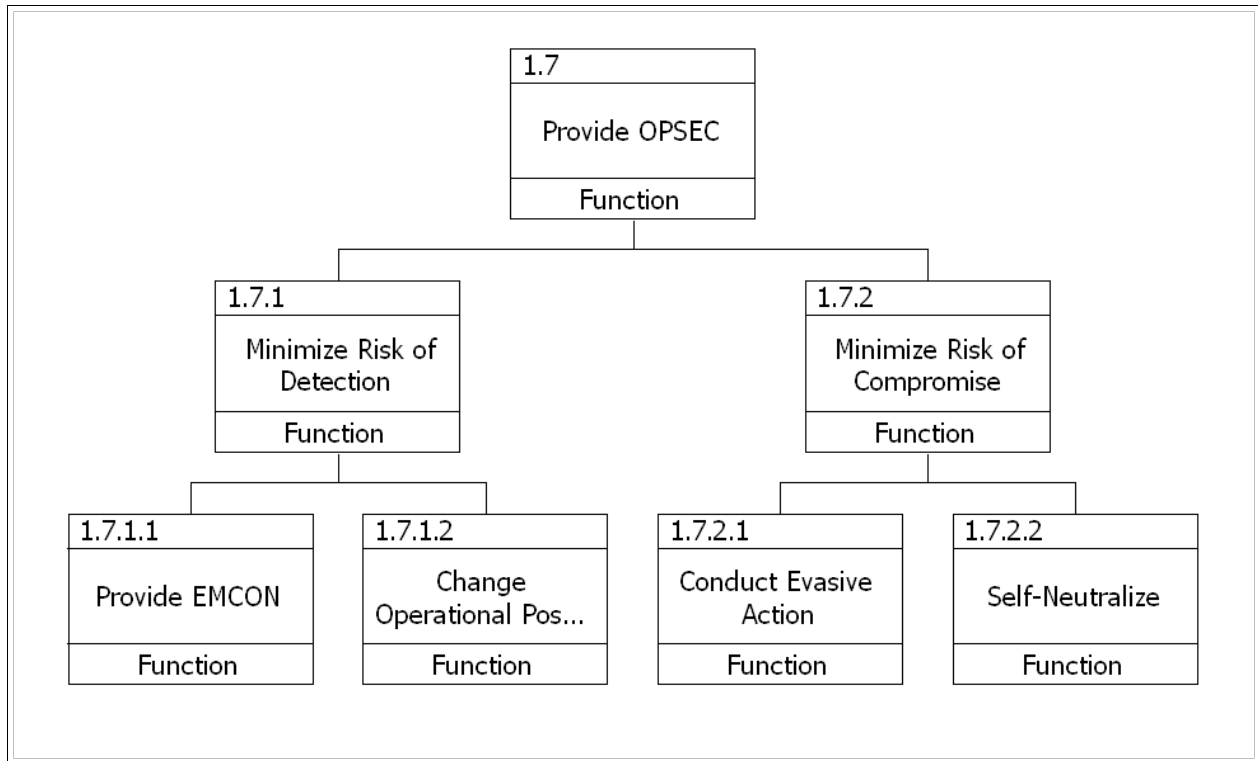 1.7
Provide OPSEC
Function
1.7.1
Minimize Risk of
Detection
Function
1.7.2
Minimize Risk of
Compromise
Function
1.7.1.1
Provide EMCON
Function
1.7.1.2
Change
Operational Pos...
Function
1.7.2.1
Conduct Evasive
Action
Function
1.7.2.2
Self-Neutralize
Function